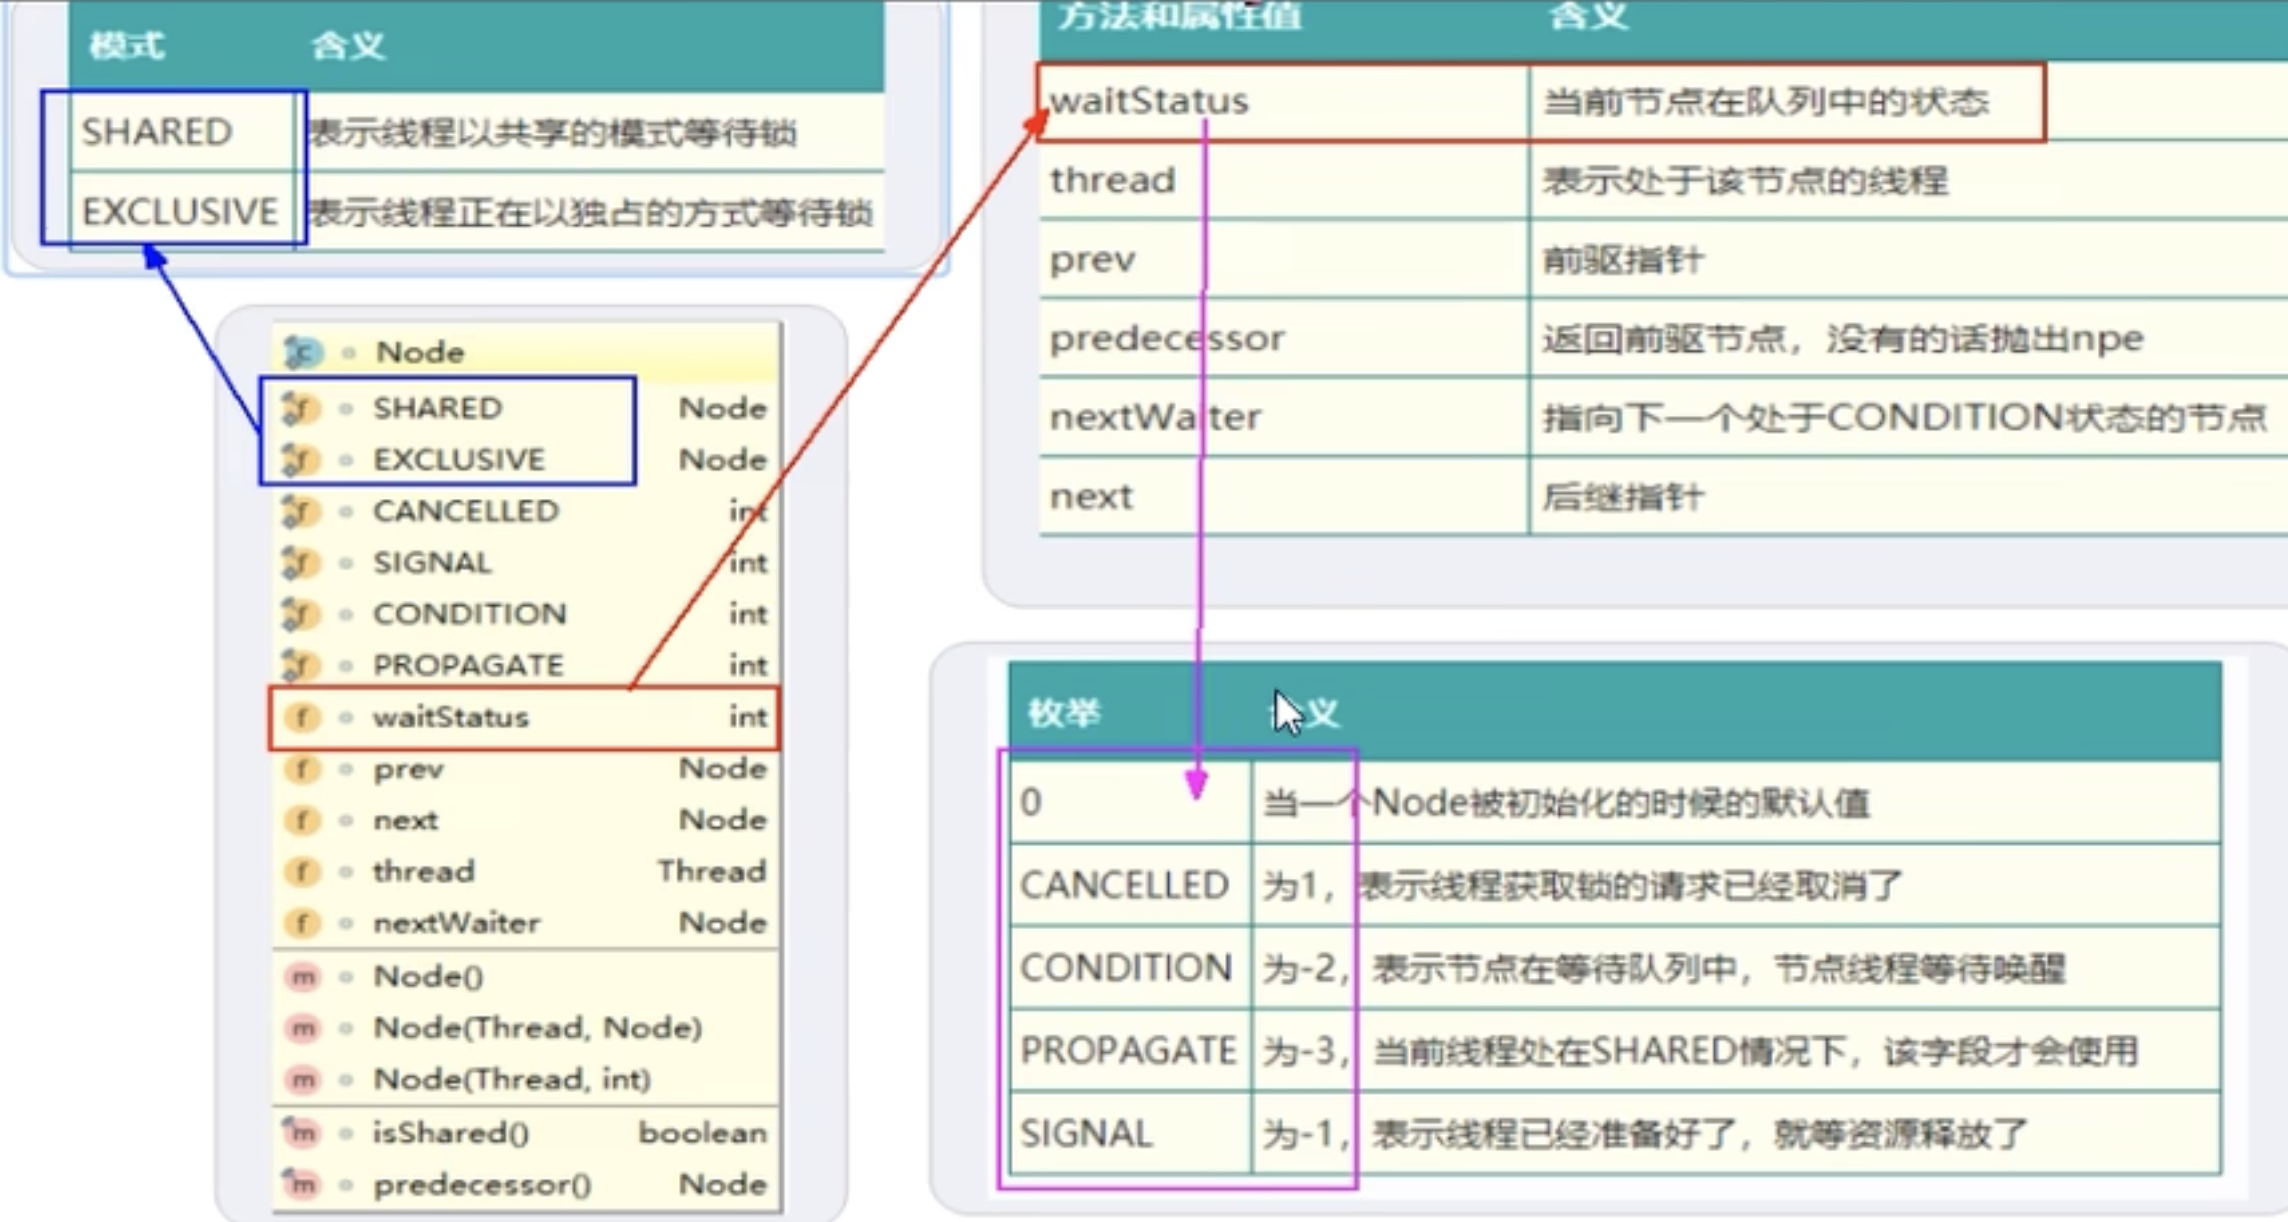 模式 含义
SHARED 表示线程以共享的模式等待锁
EXCLUSIVE 表示线程正在以独占的方式等待锁
方法和属性值 含义
waitStatus 当前节点在队列中的状态
thread 表示处于该节点的线程
prev 前驱指针
predecessor 返回前驱节点，没有的话抛出npe
nextWaiter 指向下一个处于CONDITION状态的节点
next 后继指针
Node
SHARED Node
EXCLUSIVE Node
CANCELLED int
SIGNAL int
CONDITION int
PROPAGATE int
waitStatus int
prev Node
next Node
thread Thread
nextWaiter Node
Node()
Node(Thread, Node)
Node(Thread, int)
isShared() boolean
predecessor() Node
枚举 含义
0 当一个Node被初始化的时候的默认值
CANCELLED 为1，表示线程获取锁的请求已经取消了
CONDITION 为-2，表示节点在等待队列中，节点线程等待唤醒
PROPAGATE 为-3，当前线程处在SHARED情况下，该字段才会使用
SIGNAL 为-1，表示线程已经准备好了，就等资源释放了